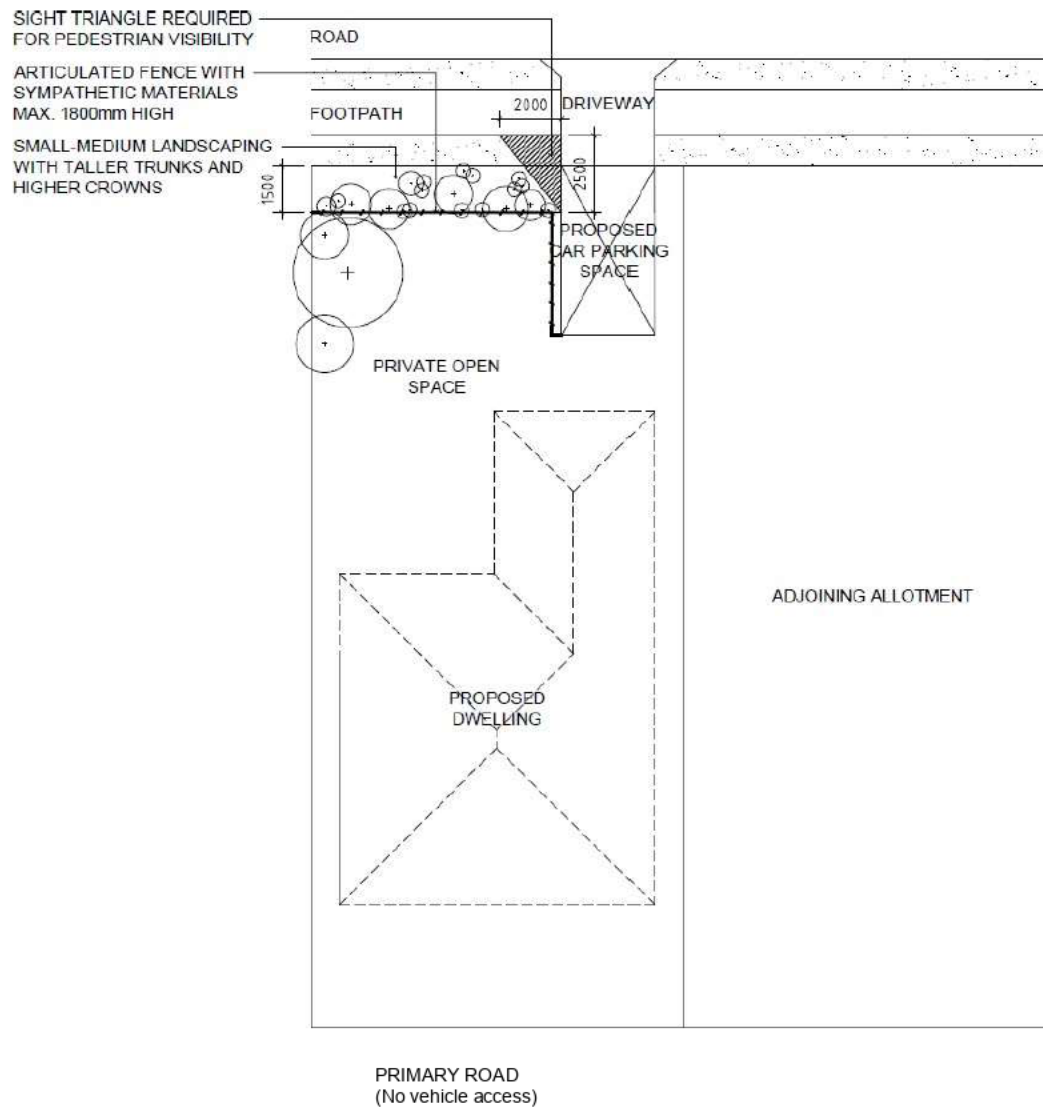 SIGHT TRIANGLE REQUIRED
FOR PEDESTRIAN VISIBILITY
ROAD
ARTICULATED FENCE WITH
SYMPATHETIC MATERIALS
MAX. 1800mm HIGH
2000
DRIVEWAY
FOOTPATH
SMALL-MEDIUM LANDSCAPING
WITH TALLER TRUNKS AND
HIGHER CROWNS
1500
2500
PROPOSED
CAR PARKING
SPACE
PRIVATE OPEN
SPACE
ADJOINING ALLOTMENT
PROPOSED
DWELLING
PRIMARY ROAD
(No vehicle access)